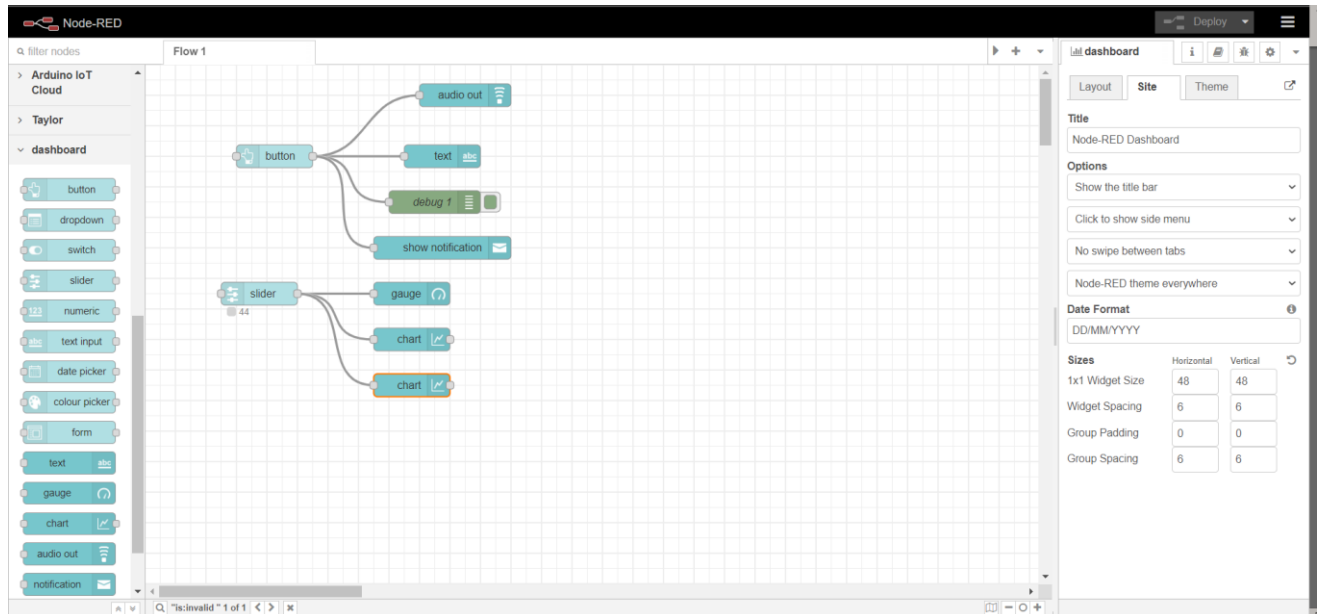 Node-RED
Deploy
filter nodes
Arduino IoT
Cloud
Taylor
dashboard
button
dropdown
switch
slider
123 numeric
abc text input
date picker
colour picker
form
text abc
gauge
chart
audio out
notification
Flow 1
audio out
button
text abc
debug 1
show notification
slider
44
gauge
chart
chart
"is:invalid " 1 of 1
dashboard
i
Layout Site Theme
Title
Node-RED Dashboard
Options
Show the title bar
Click to show side menu
No swipe between tabs
Node-RED theme everywhere
Date Format
DD/MM/YYYY
Sizes Horizontal Vertical
1x1 Widget Size 48 48
Widget Spacing 6 6
Group Padding 0 0
Group Spacing 6 6